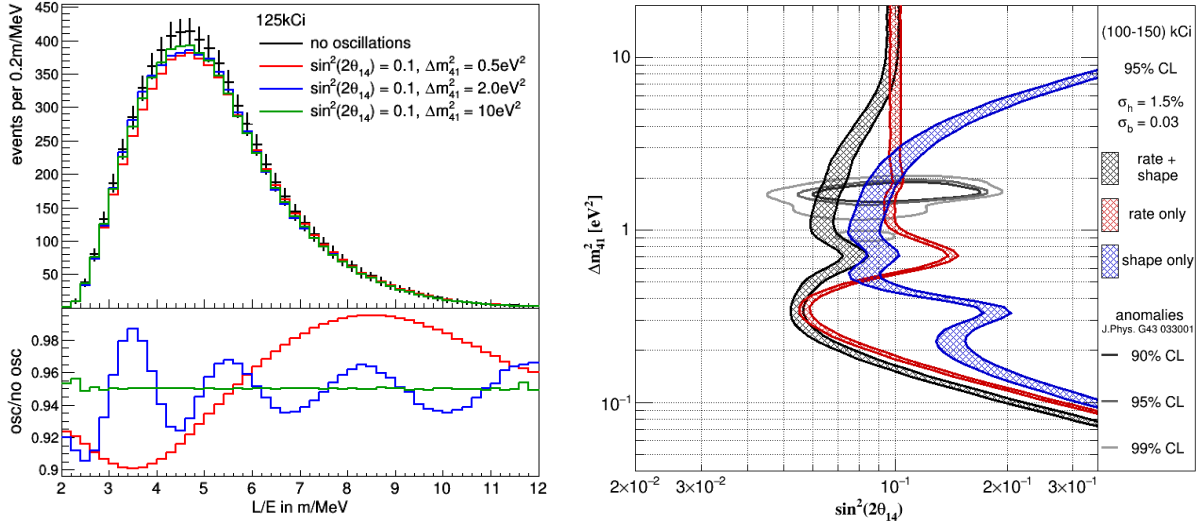 125kCi
no oscillations
sin²(2θ₁₄) = 0.1, Δm²₄₁ = 0.5eV²
sin²(2θ₁₄) = 0.1, Δm²₄₁ = 2.0eV²
sin²(2θ₁₄) = 0.1, Δm²₄₁ = 10eV²
events per 0.2m/MeV
450
400
350
300
250
200
150
100
50
osc/no osc
0.98
0.96
0.94
0.92
0.9
2 3 4 5 6 7 8 9 10 11 12
L/E in m/MeV
Δm²₄₁ [eV²]
10
1
10⁻¹
2×10⁻² 3×10⁻² 10⁻¹ 2×10⁻¹ 3×10⁻¹
sin²(2θ₁₄)
(100-150) kCi
95% CL
σₕ = 1.5%
σ_b = 0.03
rate +
shape
rate only
shape only
anomalies
J.Phys. G43 033001
90% CL
95% CL
99% CL